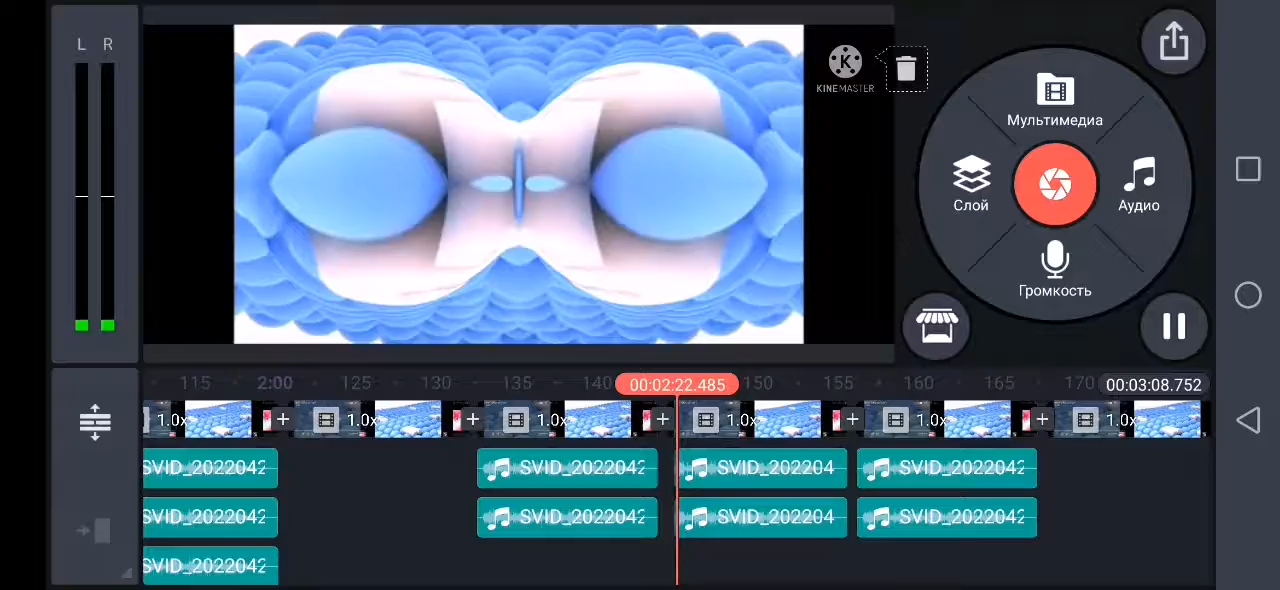 L R
KINEMASTER
Мультимедиа
Слой
Аудио
Громкость
115 2:00 125 130 135 140 00:02:22.485 150 155 160 165 170 00:03:08.752
1.0x 1.0x 1.0x 1.0x 1.0x 1.0x
SVID_2022042 SVID_2022042 SVID_202204 SVID_2022042
SVID_2022042 SVID_2022042 SVID_202204 SVID_2022042
SVID_2022042